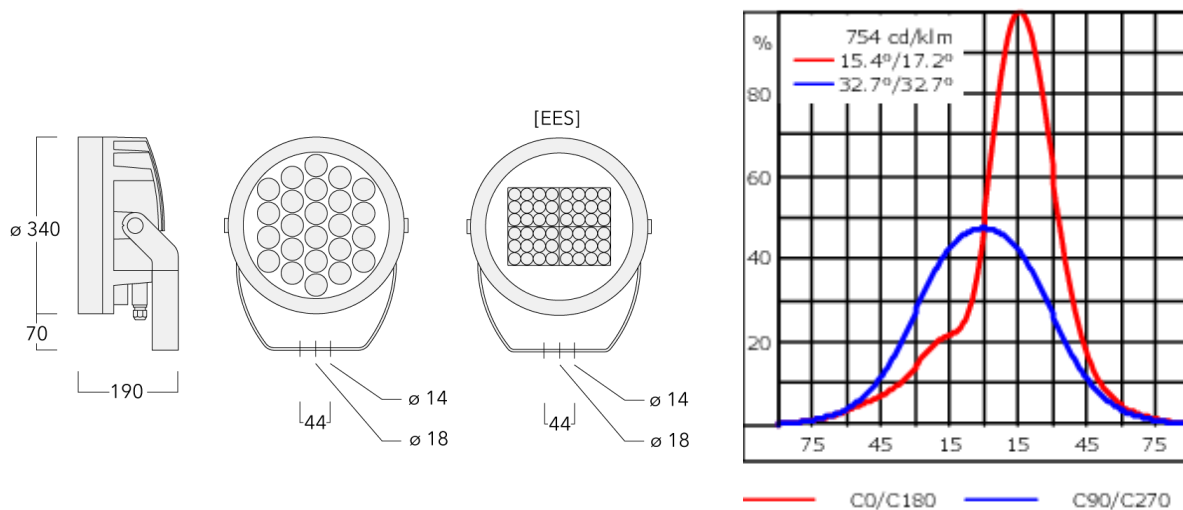 ø 340
70
190
44
ø 14
ø 18
[EES]
44
ø 14
ø 18
%
754 cd/klm
15.4º/17.2º
32.7º/32.7º
80
60
40
20
75 45 15 15 45 75
C0/C180 C90/C270